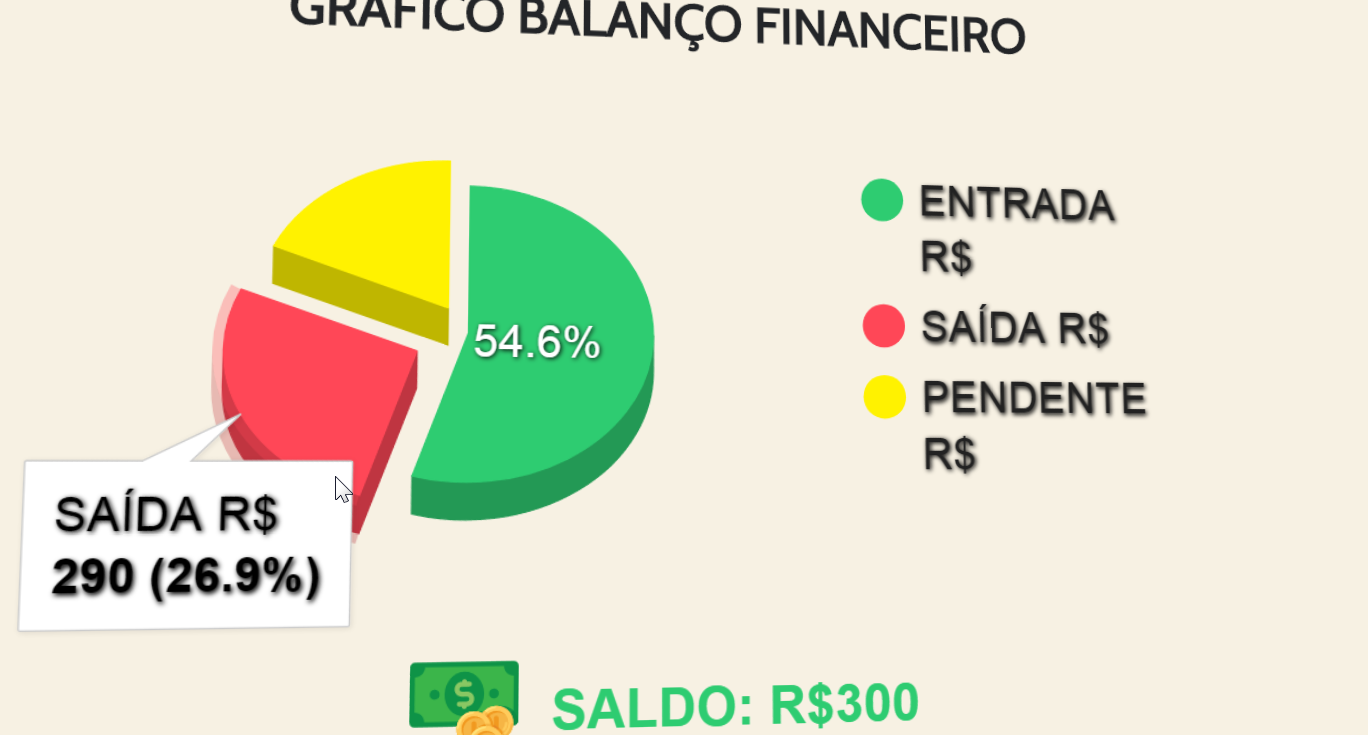 GRÁFICO BALANÇO FINANCEIRO
54.6%
ENTRADA
R$
SAÍDA R$
PENDENTE
R$
SAÍDA R$
290 (26.9%)
SALDO: R$300